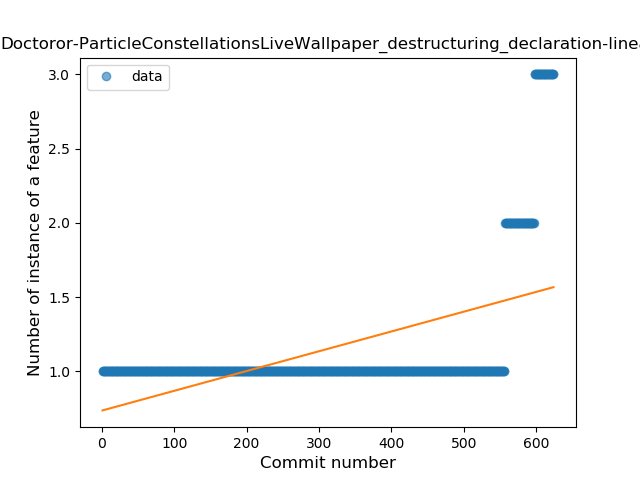 Doctoror-ParticleConstellationsLiveWallpaper_destructuring_declaration-linea
data
3.0
2.5
2.0
1.5
1.0
Number of instance of a feature
0 100 200 300 400 500 600
Commit number